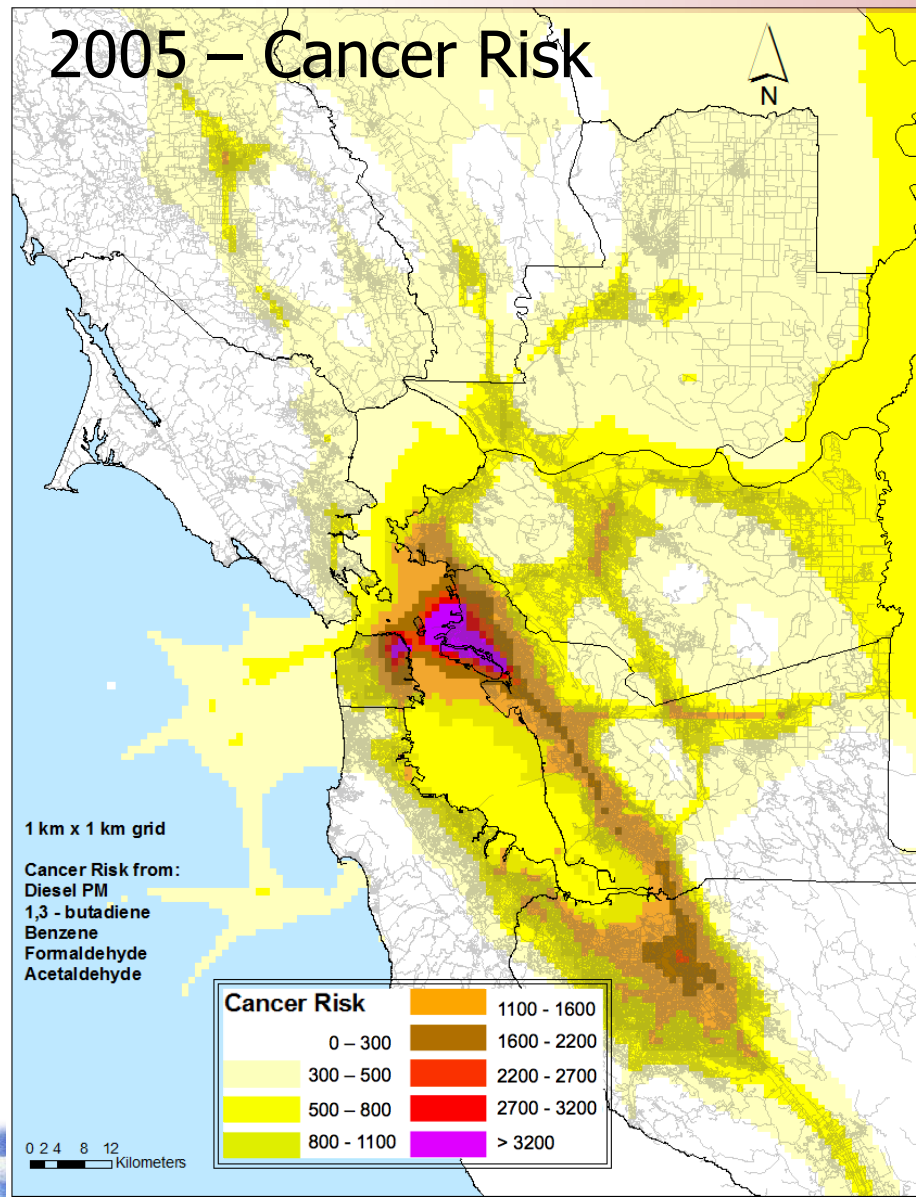 2005 – Cancer Risk
N
1 km x 1 km grid
Cancer Risk from:
Diesel PM
1,3 - butadiene
Benzene
Formaldehyde
Acetaldehyde
Cancer Risk
0 – 300
300 – 500
500 – 800
800 - 1100
1100 - 1600
1600 - 2200
2200 - 2700
2700 - 3200
> 3200
0 2 4 8 12
Kilometers